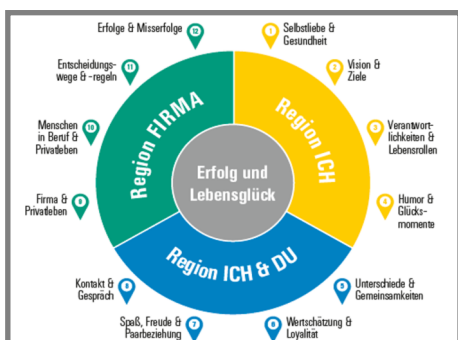 Erfolge & Misserfolge
12
1
Selbstliebe &
Gesundheit
Entscheidungs-
wege & -regeln
11
2
Vision &
Ziele
Menschen
in Beruf &
Privatleben
10
3
Verantwort-
lichkeiten &
Lebensrollen
Region FIRMA
Region ICH
Erfolg und
Lebensglück
Firma &
Privatleben
9
4
Humor &
Glücks-
momente
Region ICH & DU
Kontakt &
Gespräch
8
5
Unterschiede &
Gemeinsamkeiten
Spaß, Freude &
Paarbeziehung
7
6
Wertschätzung &
Loyalität